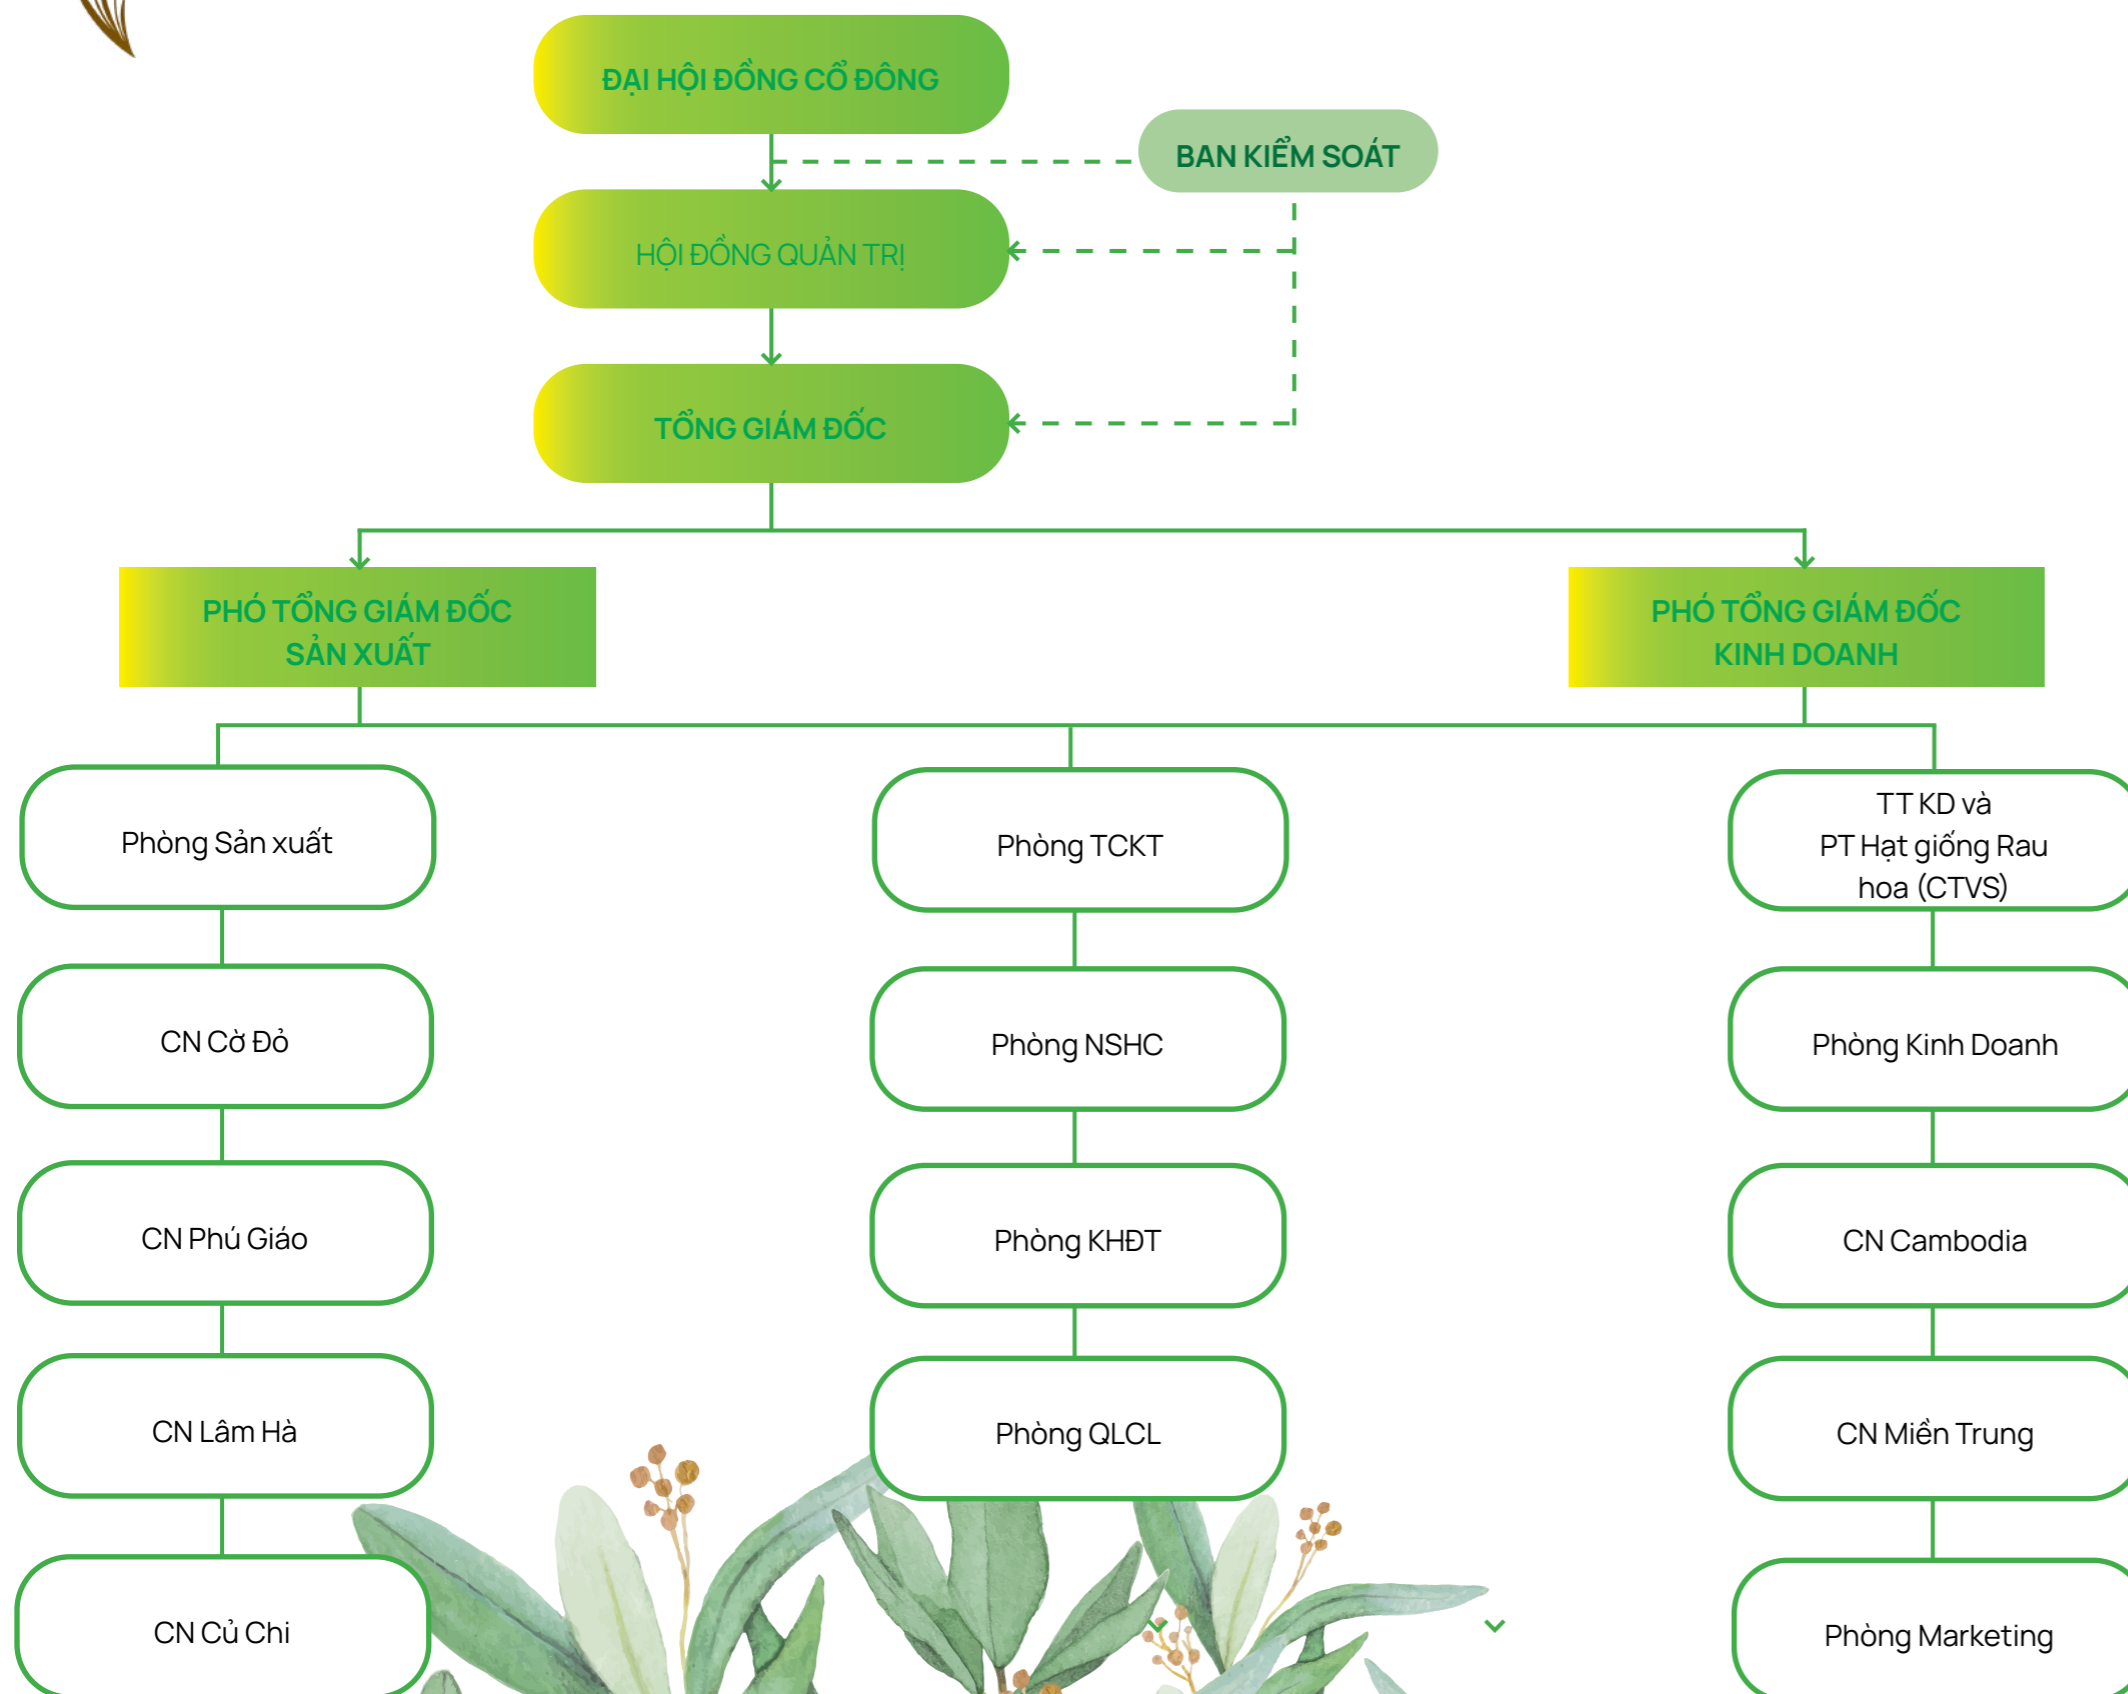 ĐẠI HỘI ĐỒNG CỔ ĐÔNG
BAN KIỂM SOÁT
HỘI ĐỒNG QUẢN TRỊ
TỔNG GIÁM ĐỐC
PHÓ TỔNG GIÁM ĐỐC
SẢN XUẤT
PHÓ TỔNG GIÁM ĐỐC
KINH DOANH
Phòng Sản xuất
CN Cờ Đỏ
CN Phú Giáo
CN Lâm Hà
CN Củ Chi
Phòng TCKT
Phòng NSHC
Phòng KHĐT
Phòng QLCL
TT KD và
PT Hạt giống Rau
hoa (CTVS)
Phòng Kinh Doanh
CN Cambodia
CN Miền Trung
Phòng Marketing